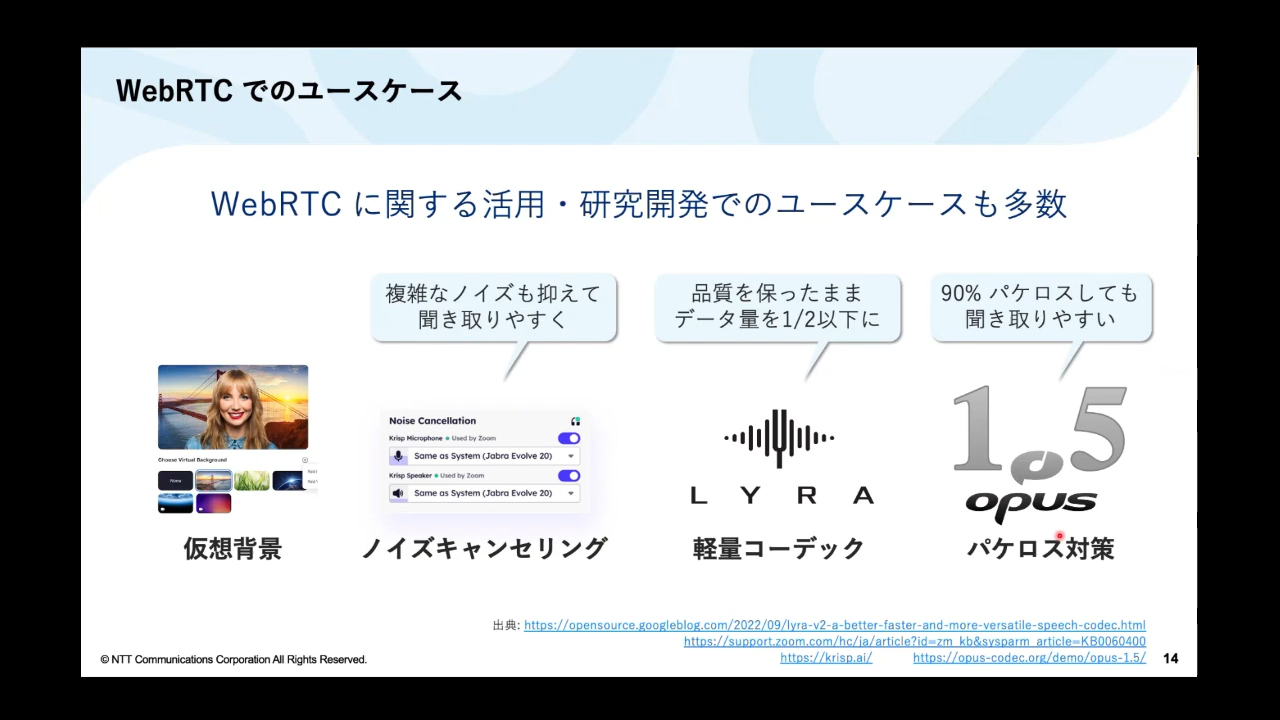 WebRTC でのユースケース
WebRTC に関する活用・研究開発でのユースケースも多数
複雑なノイズも抑えて
聞き取りやすく
品質を保ったまま
データ量を1/2以下に
90% パケロスしても
聞き取りやすい
Choose Virtual Background
None
仮想背景
Noise Cancellation
Krisp Microphone Used by Zoom
Same as System (Jabra Evolve 20)
Krisp Speaker Used by Zoom
Same as System (Jabra Evolve 20)
ノイズキャンセリング
LYRA
軽量コーデック
1.5
opus
パケロス対策
出典: https://opensource.googleblog.com/2022/09/lyra-v2-a-better-faster-and-more-versatile-speech-codec.html
https://support.zoom.com/hc/ja/article?id=zm_kb&sysparm_article=KB0060400
https://krisp.ai/ https://opus-codec.org/demo/opus-1.5/
© NTT Communications Corporation All Rights Reserved.
14